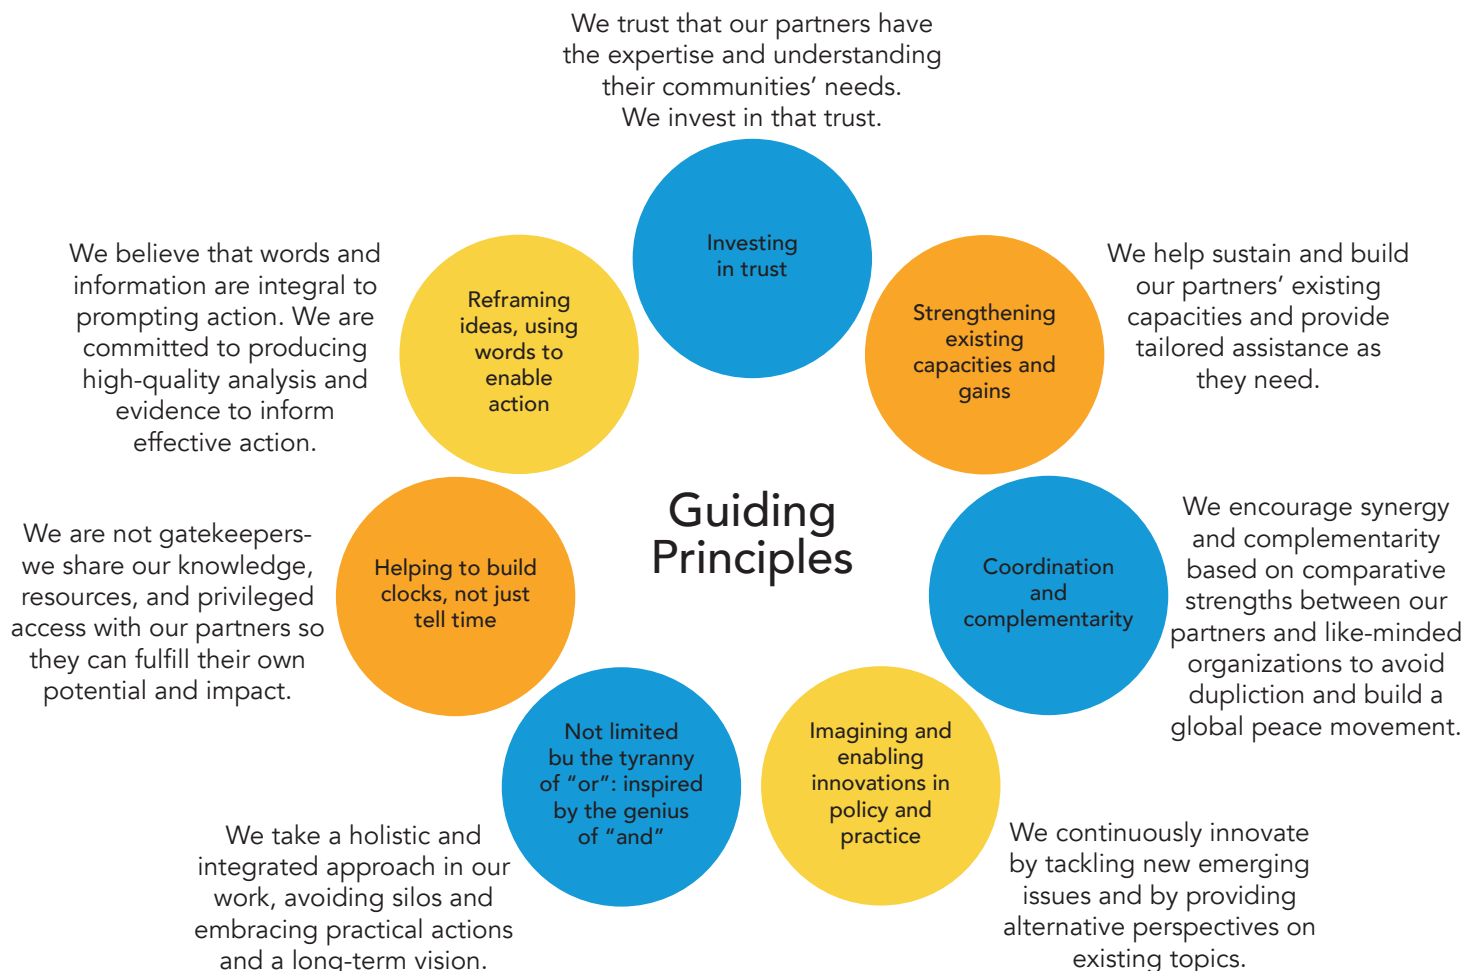 We trust that our partners have
the expertise and understanding
their communities’ needs.
We invest in that trust.
Investing
in trust
We help sustain and build
our partners’ existing
capacities and provide
tailored assistance as
they need.
Strengthening
existing
capacities and
gains
We encourage synergy
and complementarity
based on comparative
strengths between our
partners and like-minded
organizations to avoid
dupliction and build a
global peace movement.
Coordination
and
complementarity
We continuously innovate
by tackling new emerging
issues and by providing
alternative perspectives on
existing topics.
Imagining and
enabling
innovations in
policy and
practice
We take a holistic and
integrated approach in our
work, avoiding silos and
embracing practical actions
and a long-term vision.
Not limited
bu the tyranny
of “or”: inspired
by the genius
of “and”
We are not gatekeepers-
we share our knowledge,
resources, and privileged
access with our partners so
they can fulfill their own
potential and impact.
Helping to build
clocks, not just
tell time
We believe that words and
information are integral to
prompting action. We are
committed to producing
high-quality analysis and
evidence to inform
effective action.
Reframing
ideas, using
words to
enable
action
Guiding
Principles